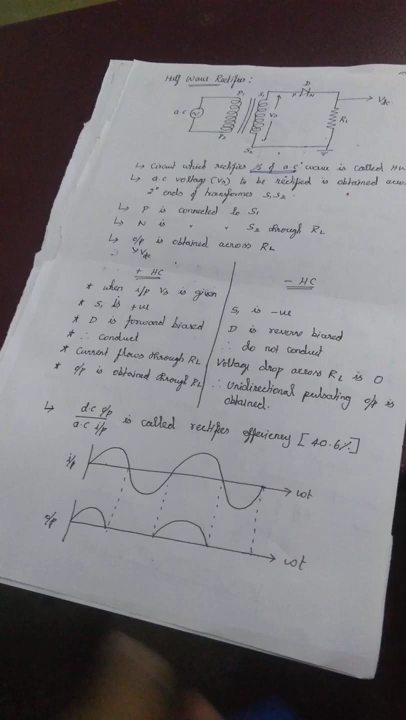 Half Wave Rectifier:
P₁ S₁ D
P N
a.c Vs RL Vdc
P₂ S₂
↳ Circuit which rectifies ½ of a.c wave is called HW
↳ a.c voltage (Vs) to be rectified is obtained across
2° ends of transformer S₁ S₂.
↳ P is connected to S₁
↳ N is " " S₂ through RL
↳ o/p is obtained across RL
Vdc
+ HC
* when i/p Vs is given
* S₁ is +ve
* D is forward biased
* ∴ conduct
* Current flows through RL
* o/p is obtained through RL
- HC
S₁ is -ve
D is reverse biased
∴ do not conduct
Voltage drop across RL is 0
∴ Unidirectional pulsating o/p is
obtained.
↳ d.c o/p / a.c i/p is called rectifier efficiency [40.6%]
i/p
ωt
o/p
ωt